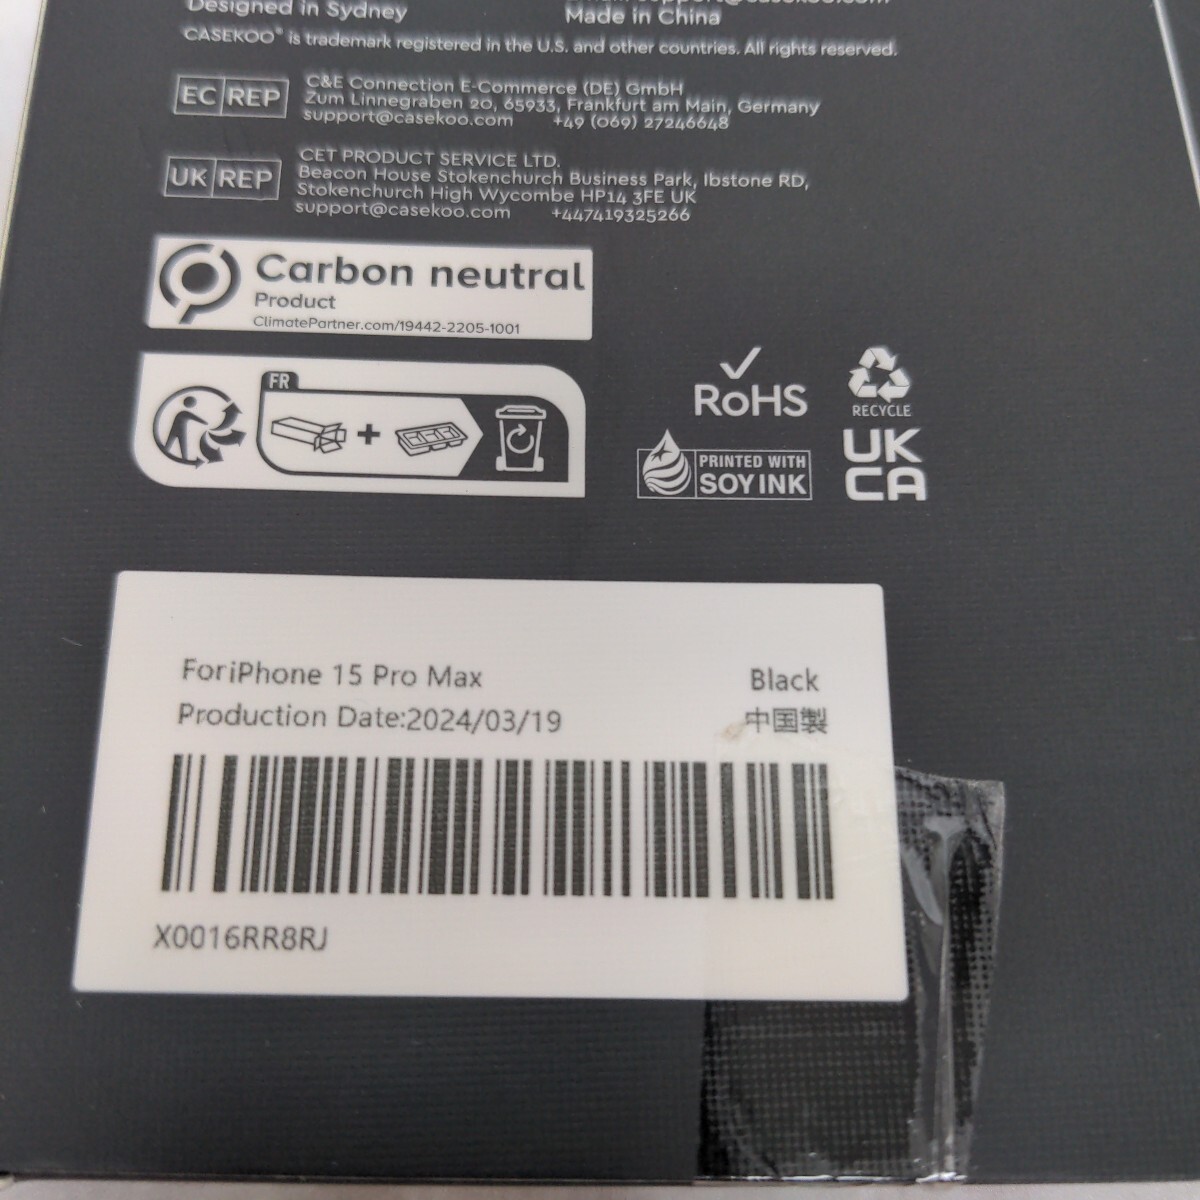 Designed in Sydney
Made in China
CASEKOO® is trademark registered in the U.S. and other countries. All rights reserved.
EC REP
C&E Connection E-Commerce (DE) GmbH
Zum Linnegraben 20, 65933, Frankfurt am Main, Germany
support@casekoo.com +49 (069) 27246648
UK REP
CET PRODUCT SERVICE LTD.
Beacon House Stokenchurch Business Park, Ibstone RD,
Stokenchurch High Wycombe HP14 3FE UK
support@casekoo.com +447419325266
Carbon neutral
Product
ClimatePartner.com/19442-2205-1001
FR
RoHS
RECYCLE
PRINTED WITH
SOY INK
UK
CA
ForiPhone 15 Pro Max
Black
Production Date:2024/03/19
中国製
X0016RR8RJ